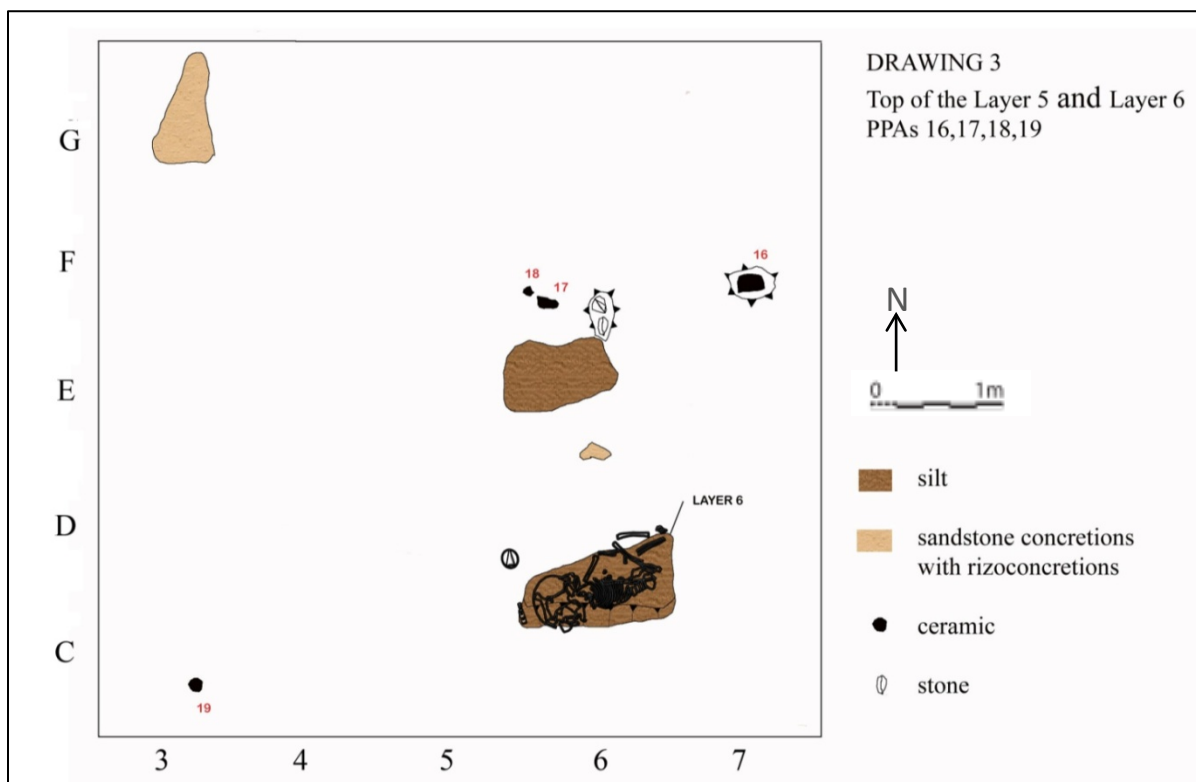 DRAWING 3
Top of the Layer 5 and Layer 6
PPAs 16,17,18,19
G
F
E
D
C
18
17
16
LAYER 6
19
3 4 5 6 7
N
0 1m
silt
sandstone concretions
with rizoconcretions
ceramic
stone